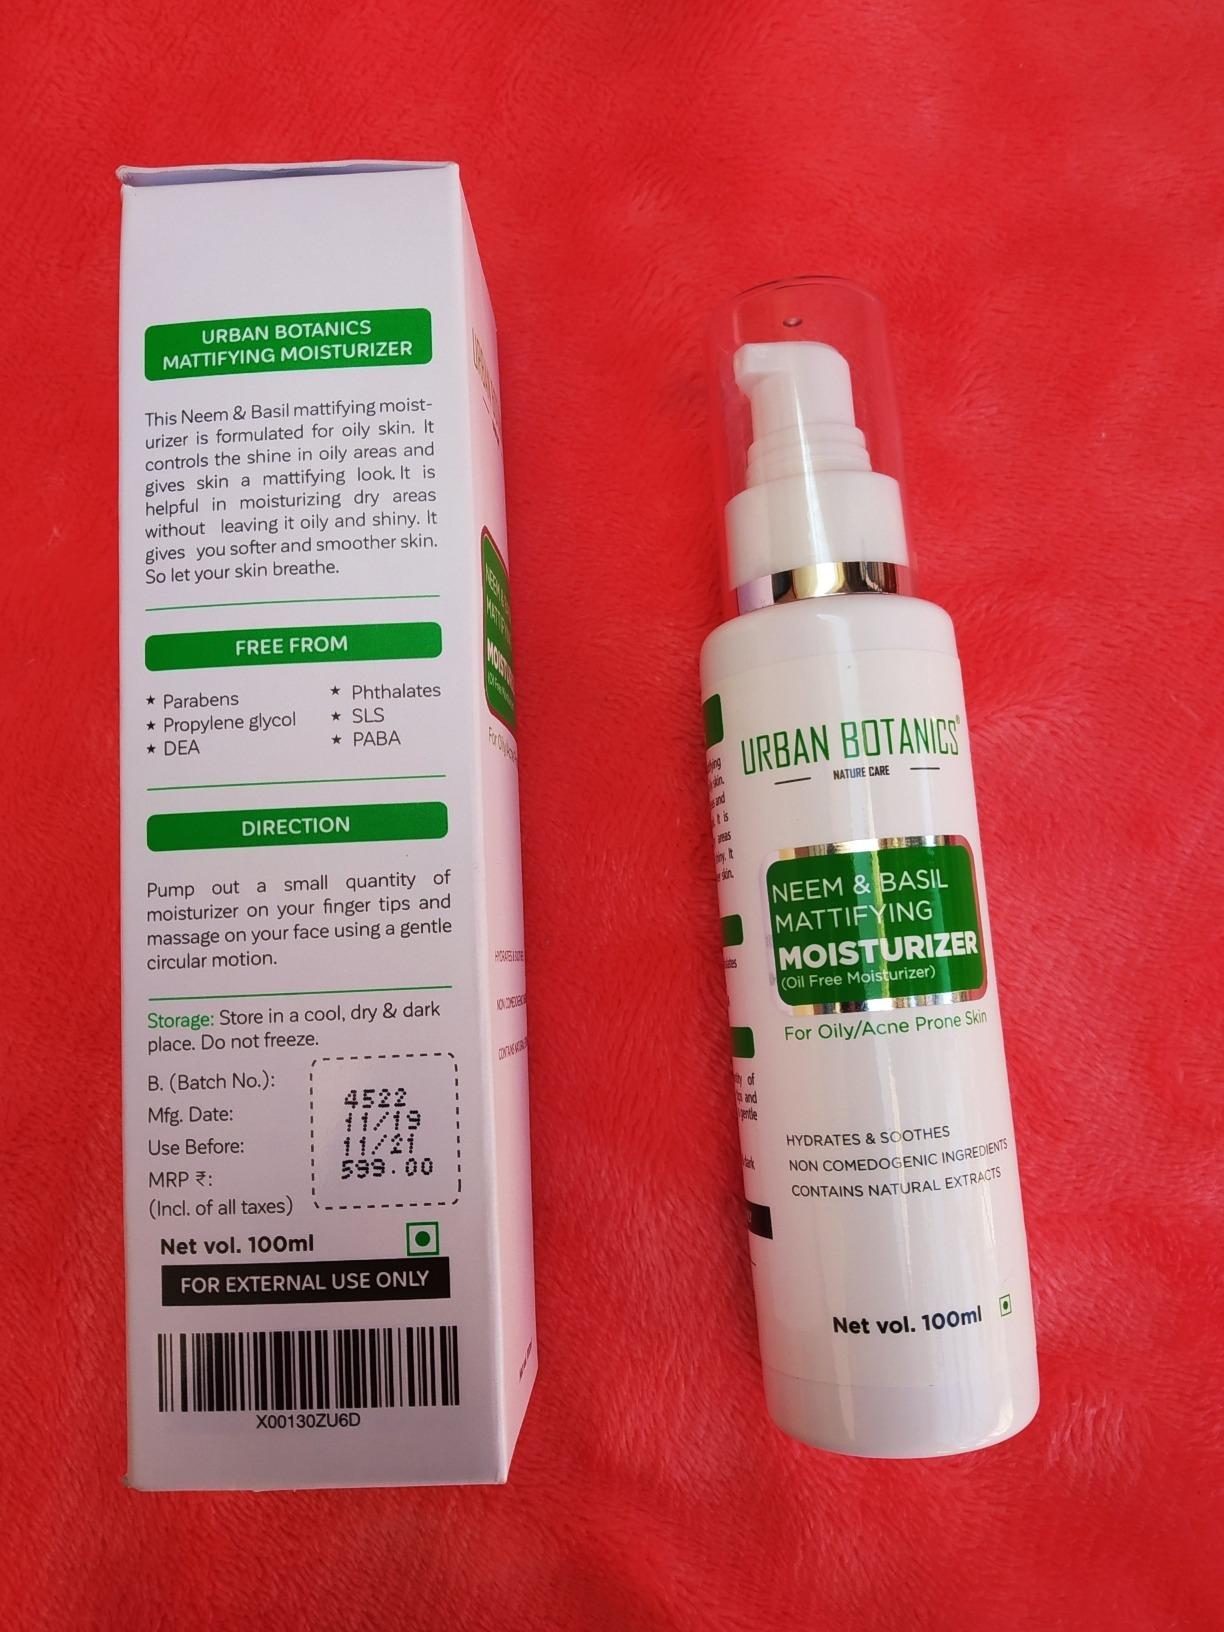 URBAN BOTANICS
MATTIFYING MOISTURIZER
This Neem & Basil mattifying moist-
urizer is formulated for oily skin. It
controls the shine in oily areas and
gives skin a mattifying look. It is
helpful in moisturizing dry areas
without leaving it oily and shiny. It
gives you softer and smoother skin.
So let your skin breathe.
FREE FROM
★ Parabens
★ Propylene glycol
★ DEA
★ Phthalates
★ SLS
★ PABA
DIRECTION
Pump out a small quantity of
moisturizer on your finger tips and
massage on your face using a gentle
circular motion.
Storage: Store in a cool, dry & dark
place. Do not freeze.
B. (Batch No.): 4522
Mfg. Date: 11/19
Use Before: 11/21
MRP ₹: 599.00
(Incl. of all taxes)
Net vol. 100ml
FOR EXTERNAL USE ONLY
X00130ZU6D
URBAN BOTANICS®
NATURE CARE
NEEM & BASIL
MATTIFYING
MOISTURIZER
(Oil Free Moisturizer)
For Oily/Acne Prone Skin
HYDRATES & SOOTHES
NON COMEDOGENIC INGREDIENTS
CONTAINS NATURAL EXTRACTS
Net vol. 100ml